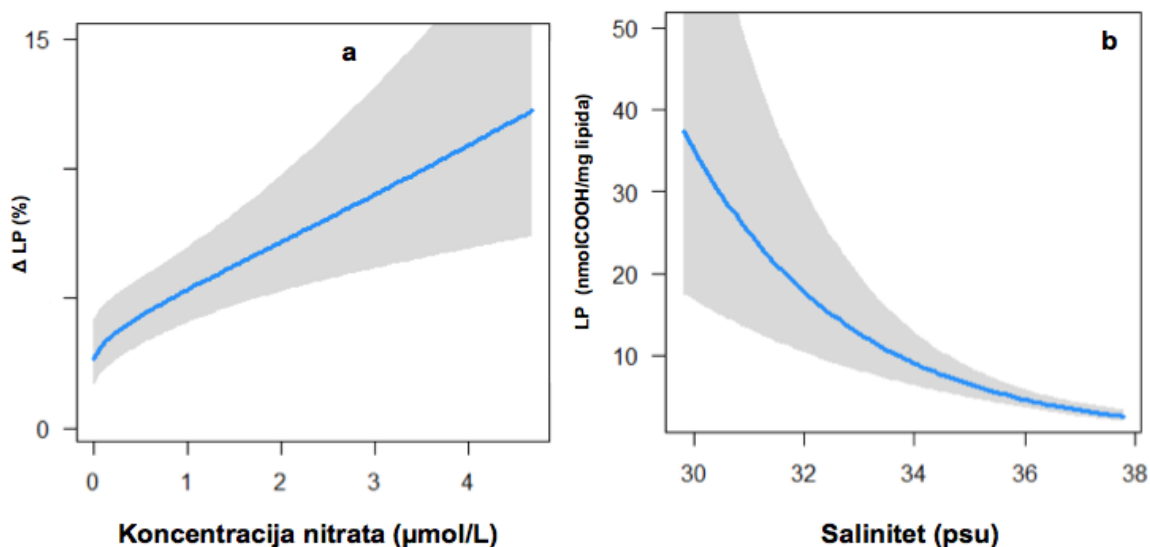 a
15
0
Δ LP (%)
0 1 2 3 4
Koncentracija nitrata (µmol/L)
b
50
40
30
20
10
LP (nmolCOOH/mg lipida)
30 32 34 36 38
Salinitet (psu)